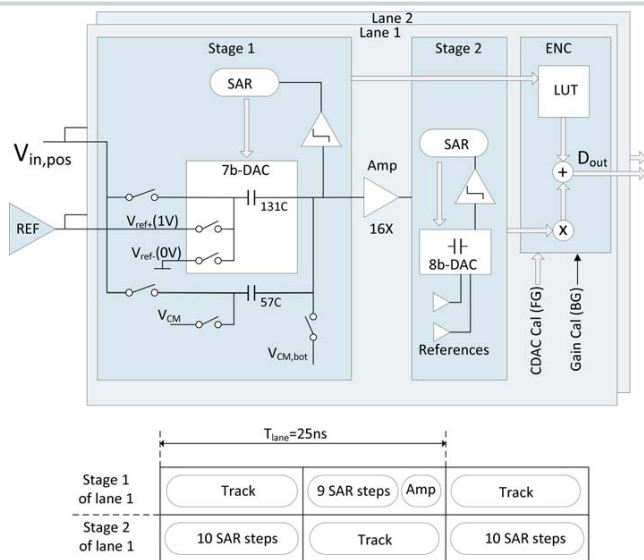 Lane 2
Lane 1
Stage 1
Stage 2
ENC
SAR
LUT
V_in,pos
7b-DAC
Amp
SAR
D_out
131C
+
REF
V_ref+(1V)
16X
V_ref-(0V)
8b-DAC
X
57C
V_CM
V_CM,bot
References
CDAC Cal (FG)
Gain Cal (BG)
T_lane=25ns
Stage 1
of lane 1
Track
9 SAR steps
Amp
Track
Stage 2
of lane 1
10 SAR steps
Track
10 SAR steps